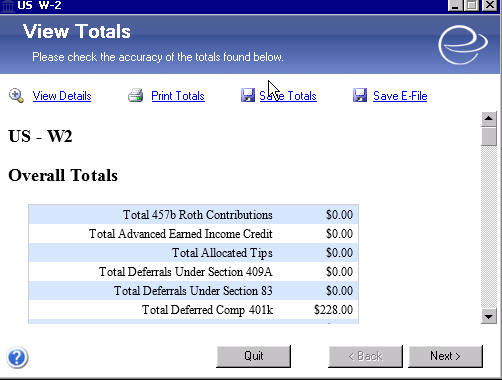 US W-2
View Totals
Please check the accuracy of the totals found below.
View Details Print Totals Save Totals Save E-File
US - W2
Overall Totals
Total 457b Roth Contributions $0.00
Total Advanced Earned Income Credit $0.00
Total Allocated Tips $0.00
Total Deferrals Under Section 409A $0.00
Total Deferrals Under Section 83 $0.00
Total Deferred Comp 401k $228.00
Quit < Back Next >